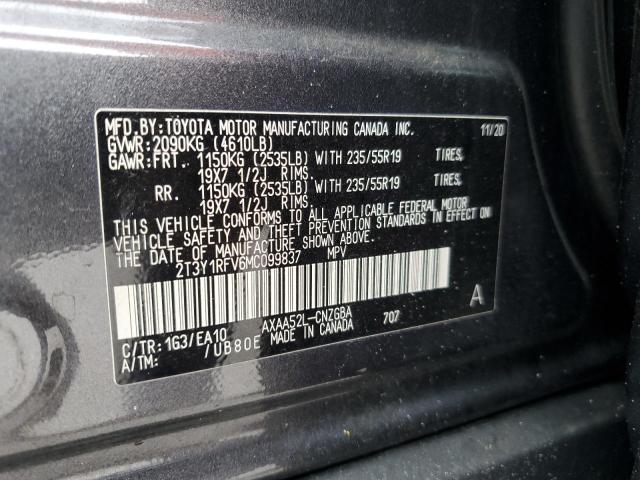 MFD.BY:TOYOTA MOTOR MANUFACTURING CANADA INC. 11/20
GVWR:2090KG (4610LB)
GAWR:FRT. 1150KG (2535LB) WITH 235/55R19 TIRES,
19X7 1/2J RIMS.
RR. 1150KG (2535LB) WITH 235/55R19 TIRES,
19X7 1/2J RIMS.
THIS VEHICLE CONFORMS TO ALL APPLICABLE FEDERAL MOTOR
VEHICLE SAFETY AND THEFT PREVENTION STANDARDS IN EFFECT ON
THE DATE OF MANUFACTURE SHOWN ABOVE.
2T3Y1RFV6MC099837 MPV
A
C/TR:1G3/EA10 AXAA52L-CNZGBA 707
A/TM: /UB80E MADE IN CANADA